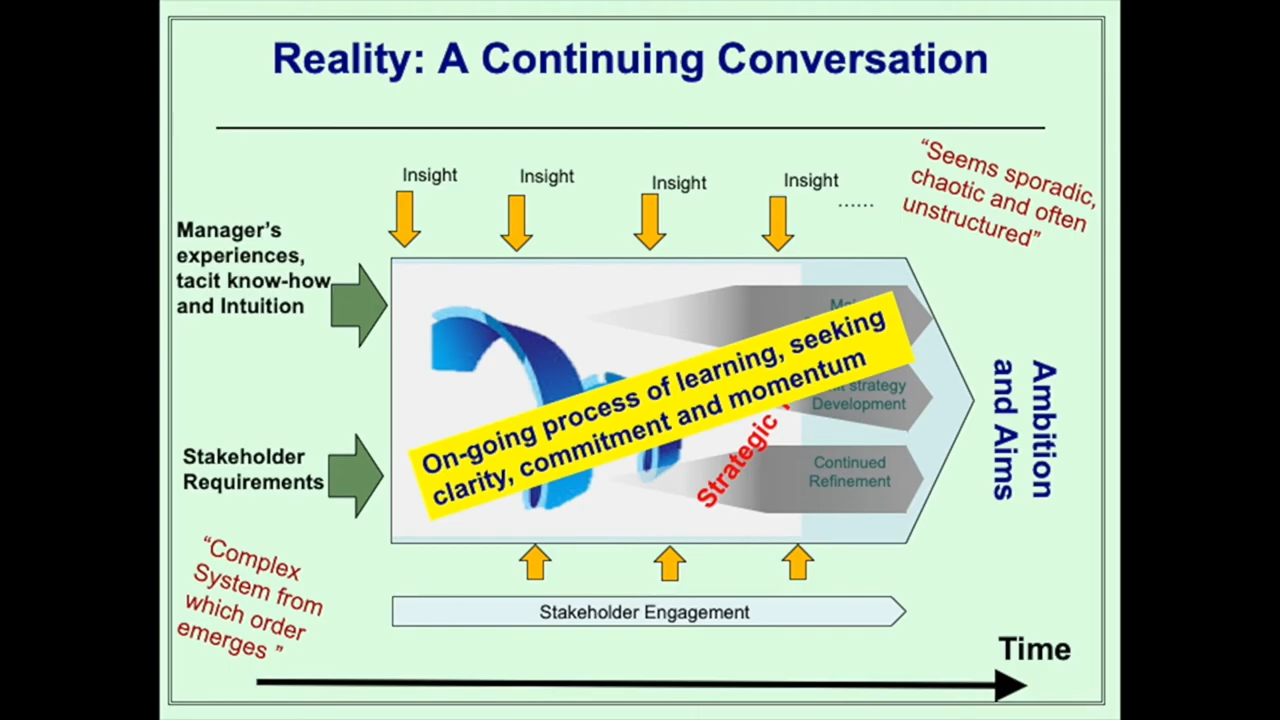 Reality: A Continuing Conversation
Insight
Insight
Insight
Insight
......
“Seems sporadic,
chaotic and often
unstructured”
Manager’s
experiences,
tacit know-how
and Intuition
On-going process of learning, seeking
clarity, commitment and momentum
strategy
Development
Strategic
Continued
Refinement
Ambition
and Aims
Stakeholder
Requirements
“Complex
System from
which order
emerges ”
Stakeholder Engagement
Time